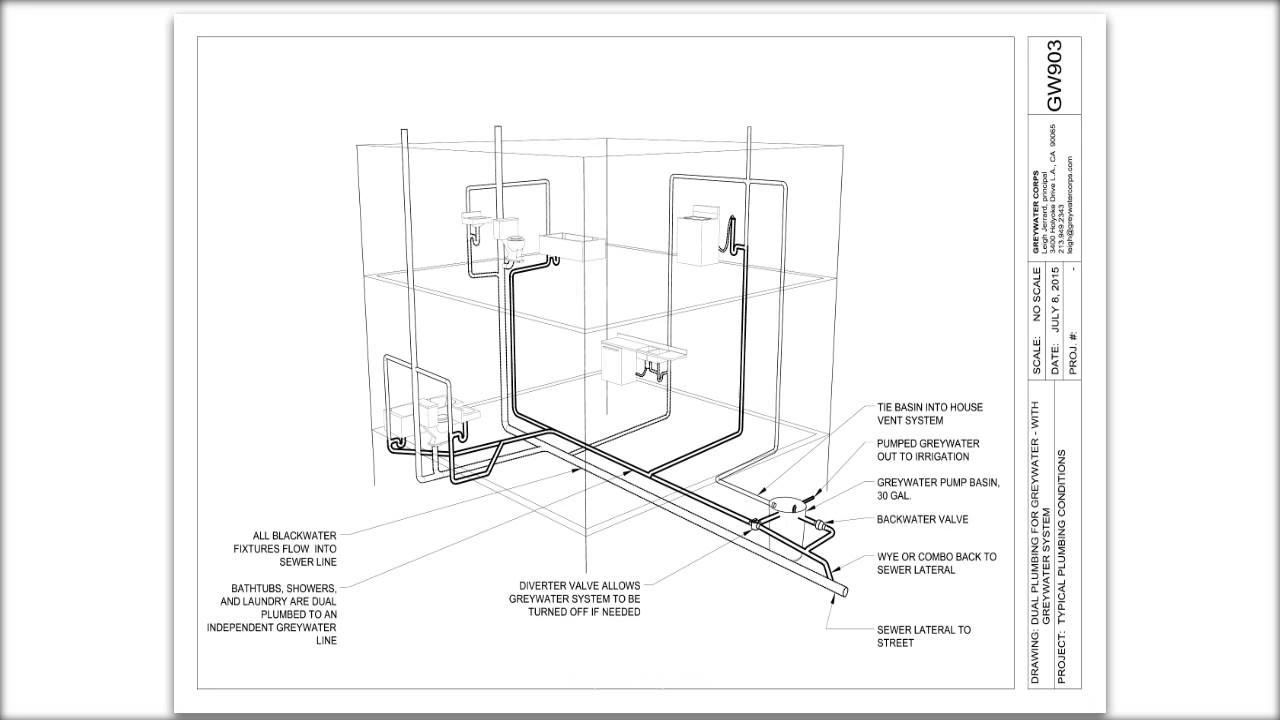 TIE BASIN INTO HOUSE
VENT SYSTEM
PUMPED GREYWATER
OUT TO IRRIGATION
GREYWATER PUMP BASIN,
30 GAL.
BACKWATER VALVE
WYE OR COMBO BACK TO
SEWER LATERAL
SEWER LATERAL TO
STREET
ALL BLACKWATER
FIXTURES FLOW INTO
SEWER LINE
BATHTUBS, SHOWERS,
AND LAUNDRY ARE DUAL
PLUMBED TO AN
INDEPENDENT GREYWATER
LINE
DIVERTER VALVE ALLOWS
GREYWATER SYSTEM TO BE
TURNED OFF IF NEEDED
GW903
GREYWATER CORPS
Leigh Jerrard, principal
3400 Holyoke Drive L.A., CA 90065
213.949.2343
leigh@greywatercorps.com
SCALE: NO SCALE
DATE: JULY 8, 2015
PROJ. #: -
DRAWING: DUAL PLUMBING FOR GREYWATER - WITH
GREYWATER SYSTEM
PROJECT: TYPICAL PLUMBING CONDITIONS